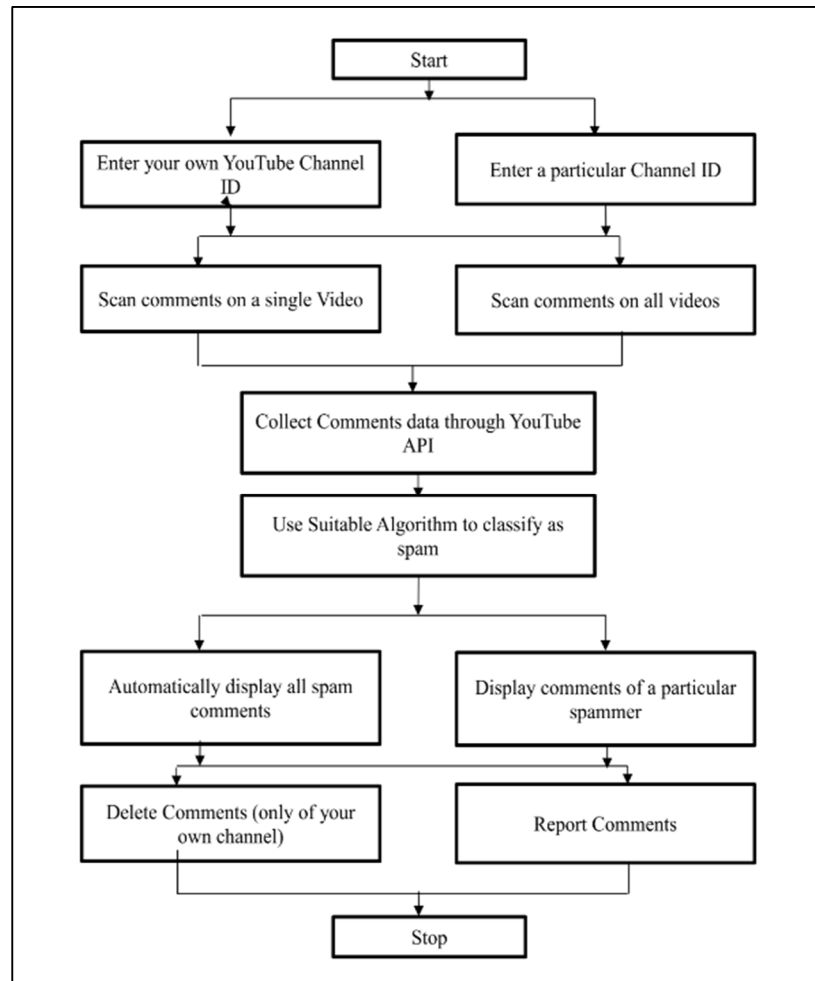 Start
Enter your own YouTube Channel
ID
Enter a particular Channel ID
Scan comments on a single Video
Scan comments on all videos
Collect Comments data through YouTube
API
Use Suitable Algorithm to classify as
spam
Automatically display all spam
comments
Display comments of a particular
spammer
Delete Comments (only of your
own channel)
Report Comments
Stop